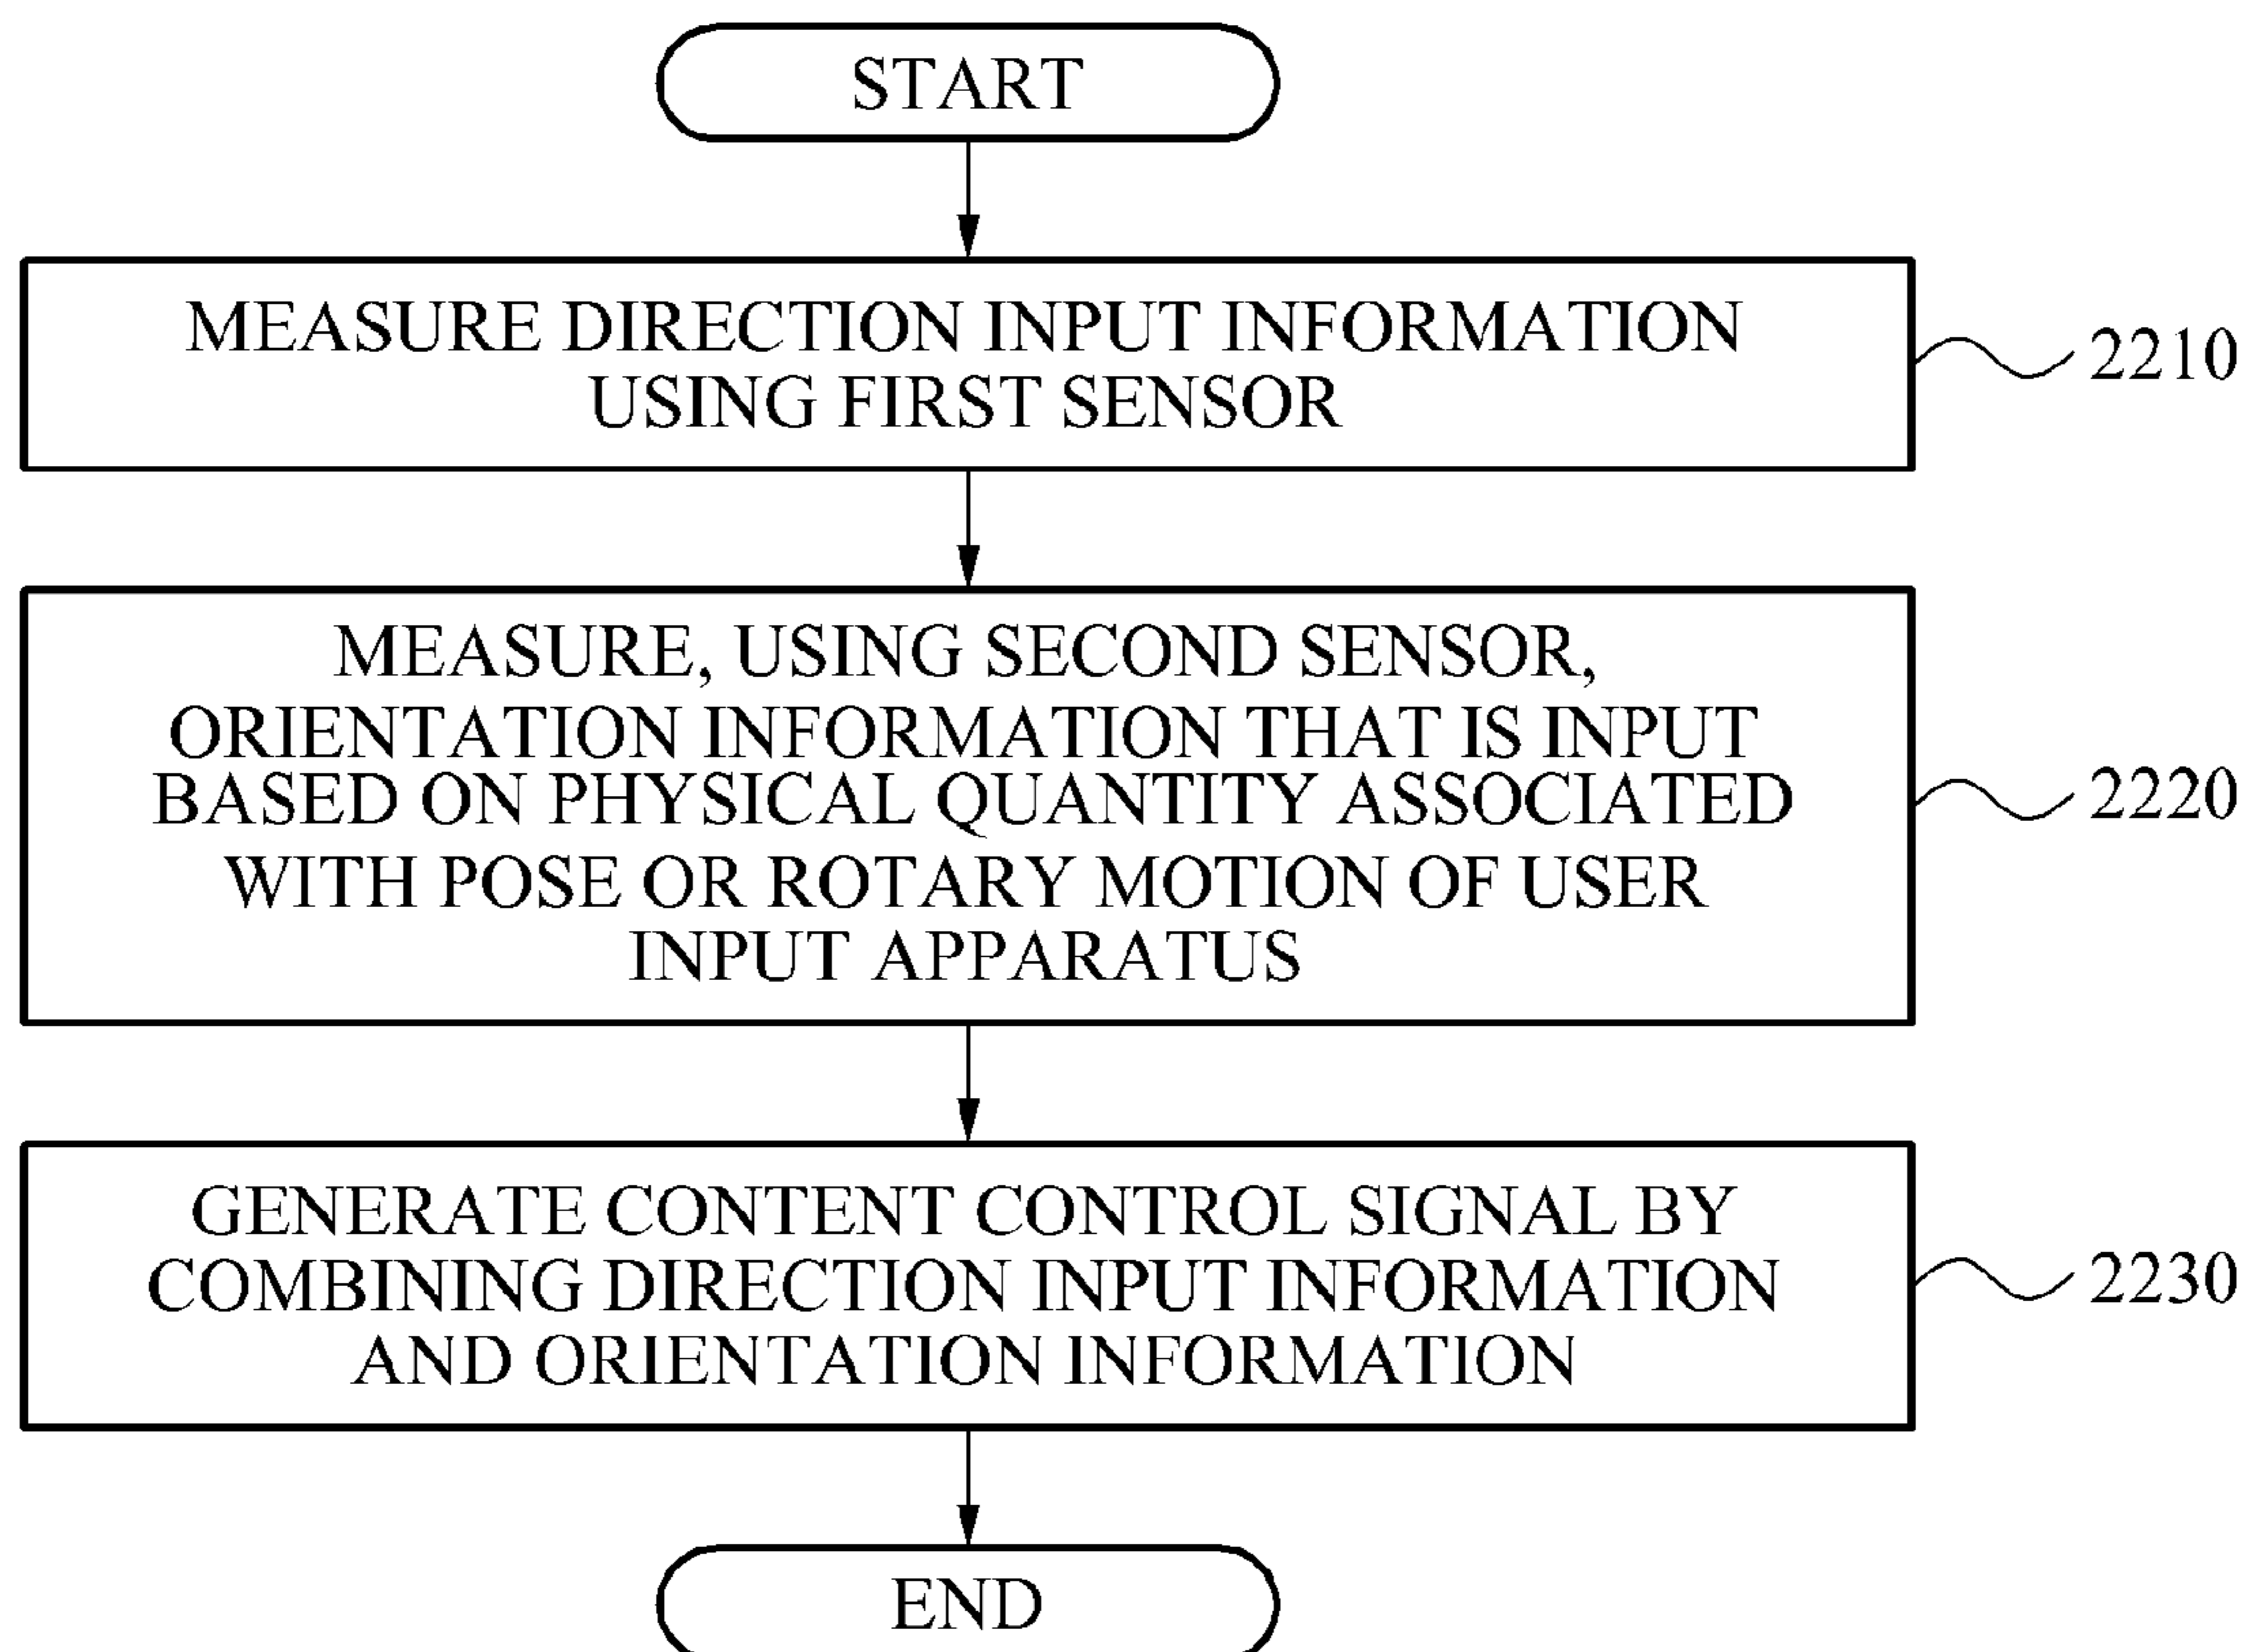 START
MEASURE DIRECTION INPUT INFORMATION
USING FIRST SENSOR
2210
MEASURE, USING SECOND SENSOR,
ORIENTATION INFORMATION THAT IS INPUT
BASED ON PHYSICAL QUANTITY ASSOCIATED
WITH POSE OR ROTARY MOTION OF USER
INPUT APPARATUS
2220
GENERATE CONTENT CONTROL SIGNAL BY
COMBINING DIRECTION INPUT INFORMATION
AND ORIENTATION INFORMATION
2230
END